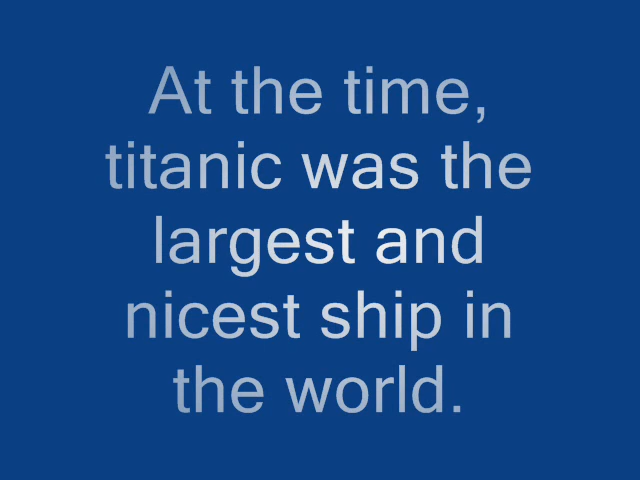 At the time,
titanic was the
largest and
nicest ship in
the world.